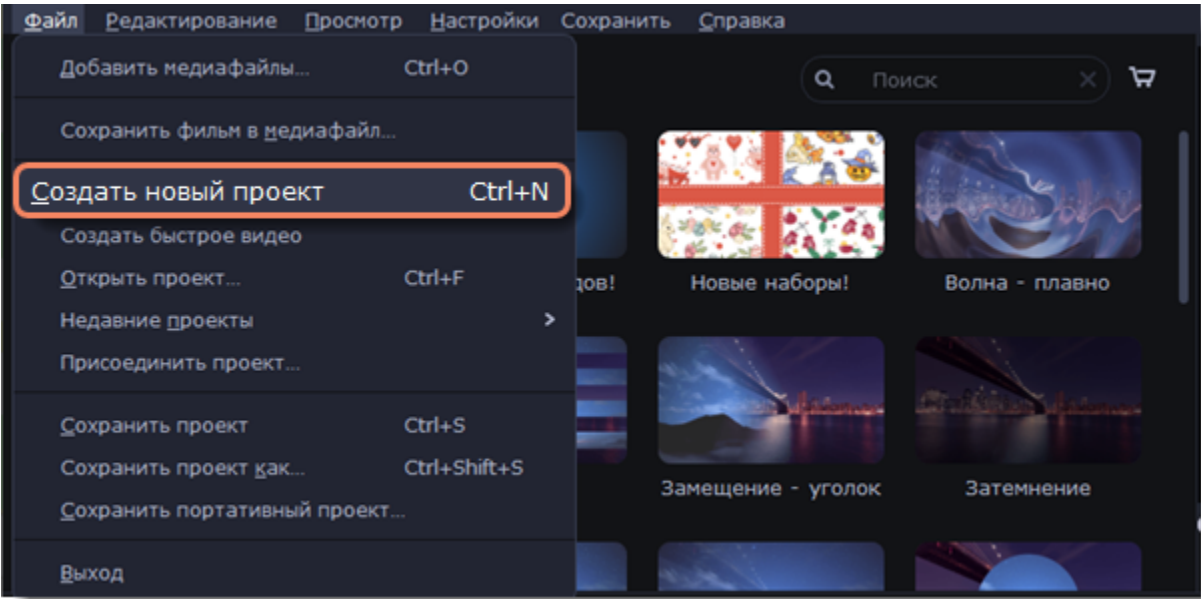 Файл Редактирование Просмотр Настройки Сохранить Справка
Добавить медиафайлы... Ctrl+O
Поиск
Сохранить фильм в медиафайл...
Создать новый проект Ctrl+N
Создать быстрое видео
Открыть проект... Ctrl+F
дов! Новые наборы! Волна - плавно
Недавние проекты
Присоединить проект...
Сохранить проект Ctrl+S
Сохранить проект как... Ctrl+Shift+S
Замещение - уголок Затемнение
Сохранить портативный проект...
Выход